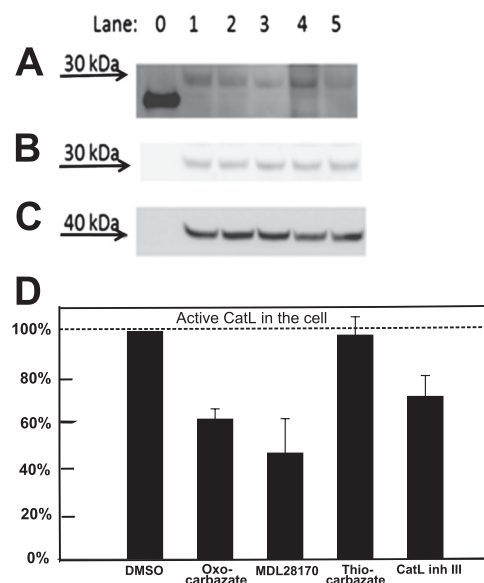 Lane: 0 1 2 3 4 5
A
30 kDa
B
30 kDa
C
40 kDa
D
Active CatL in the cell
100%
80%
60%
40%
20%
0%
DMSO Oxo- MDL28170 Thio- CatL inh III
carbazate carbazate